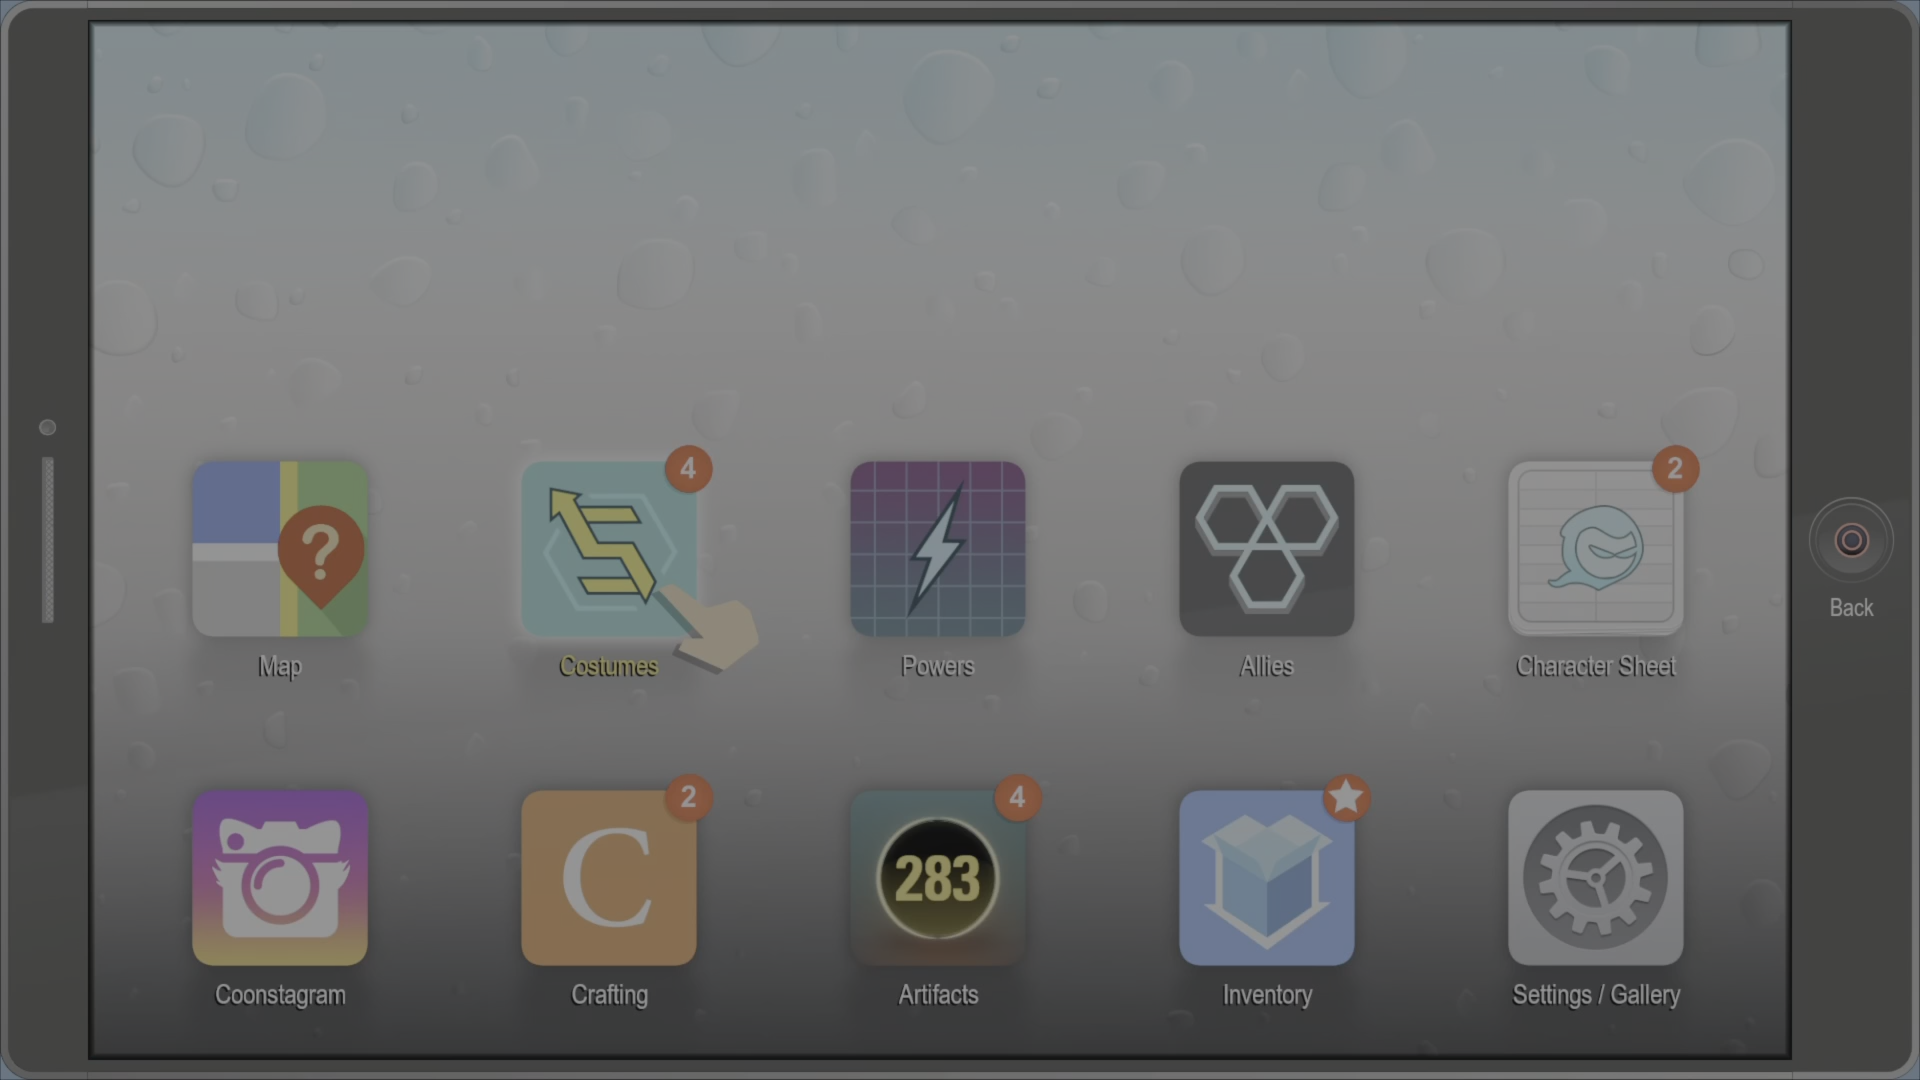 4
2
Map
Costumes
Powers
Allies
Character Sheet
Back
2
4
C
283
Coonstagram
Crafting
Artifacts
Inventory
Settings / Gallery
?